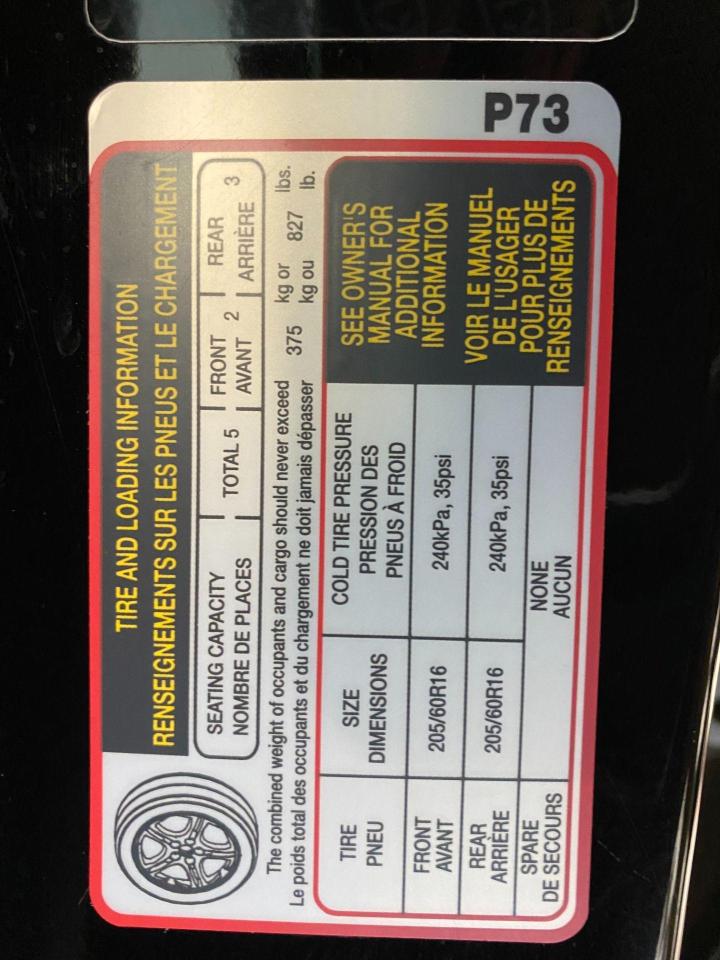 P73
TIRE AND LOADING INFORMATION
RENSEIGNEMENTS SUR LES PNEUS ET LE CHARGEMENT
SEATING CAPACITY TOTAL 5 FRONT 2 REAR 3
NOMBRE DE PLACES AVANT ARRIÈRE
The combined weight of occupants and cargo should never exceed 375 kg or 827 lbs.
Le poids total des occupants et du chargement ne doit jamais dépasser kg ou lb.
TIRE SIZE COLD TIRE PRESSURE
PNEU DIMENSIONS PRESSION DES
PNEUS À FROID
FRONT 205/60R16 240kPa, 35psi
AVANT
REAR 205/60R16 240kPa, 35psi
ARRIÈRE
SPARE NONE
DE SECOURS AUCUN
SEE OWNER'S
MANUAL FOR
ADDITIONAL
INFORMATION
VOIR LE MANUEL
DE L'USAGER
POUR PLUS DE
RENSEIGNEMENTS